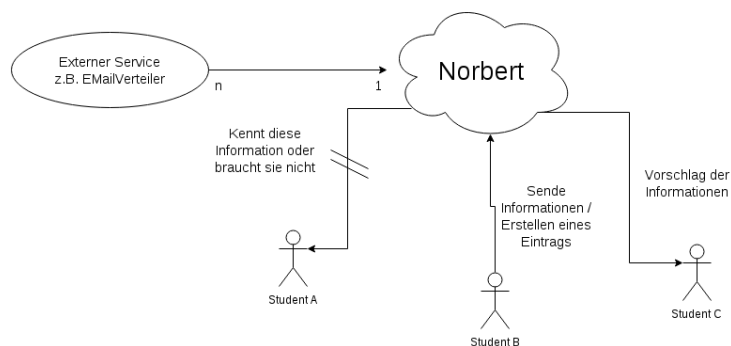 Externer Service
z.B. EMailVerteiler
n
1
Norbert
Kennt diese
Information oder
braucht sie nicht
Sende
Informationen /
Erstellen eines
Eintrags
Vorschlag der
Informationen
Student A
Student B
Student C